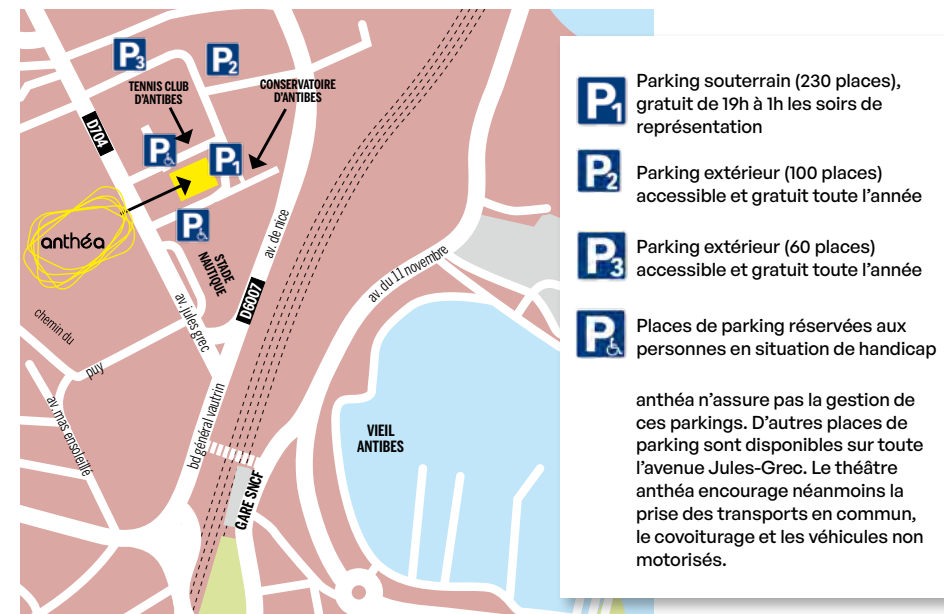 P3
P2
TENNIS CLUB
D'ANTIBES
CONSERVATOIRE
D'ANTIBES
D704
P
P1
anthéa
P
STADE
NAUTIQUE
av. de nice
D6007
av. du 11 novembre
av. jules grec
chemin du
puy
av. mas ensoleillé
bd général vautrin
VIEIL
ANTIBES
GARE SNCF
P1
Parking souterrain (230 places),
gratuit de 19h à 1h les soirs de
représentation
P2
Parking extérieur (100 places)
accessible et gratuit toute l’année
P3
Parking extérieur (60 places)
accessible et gratuit toute l’année
P
Places de parking réservées aux
personnes en situation de handicap
anthéa n’assure pas la gestion de
ces parkings. D’autres places de
parking sont disponibles sur toute
l’avenue Jules-Grec. Le théâtre
anthéa encourage néanmoins la
prise des transports en commun,
le covoiturage et les véhicules non
motorisés.